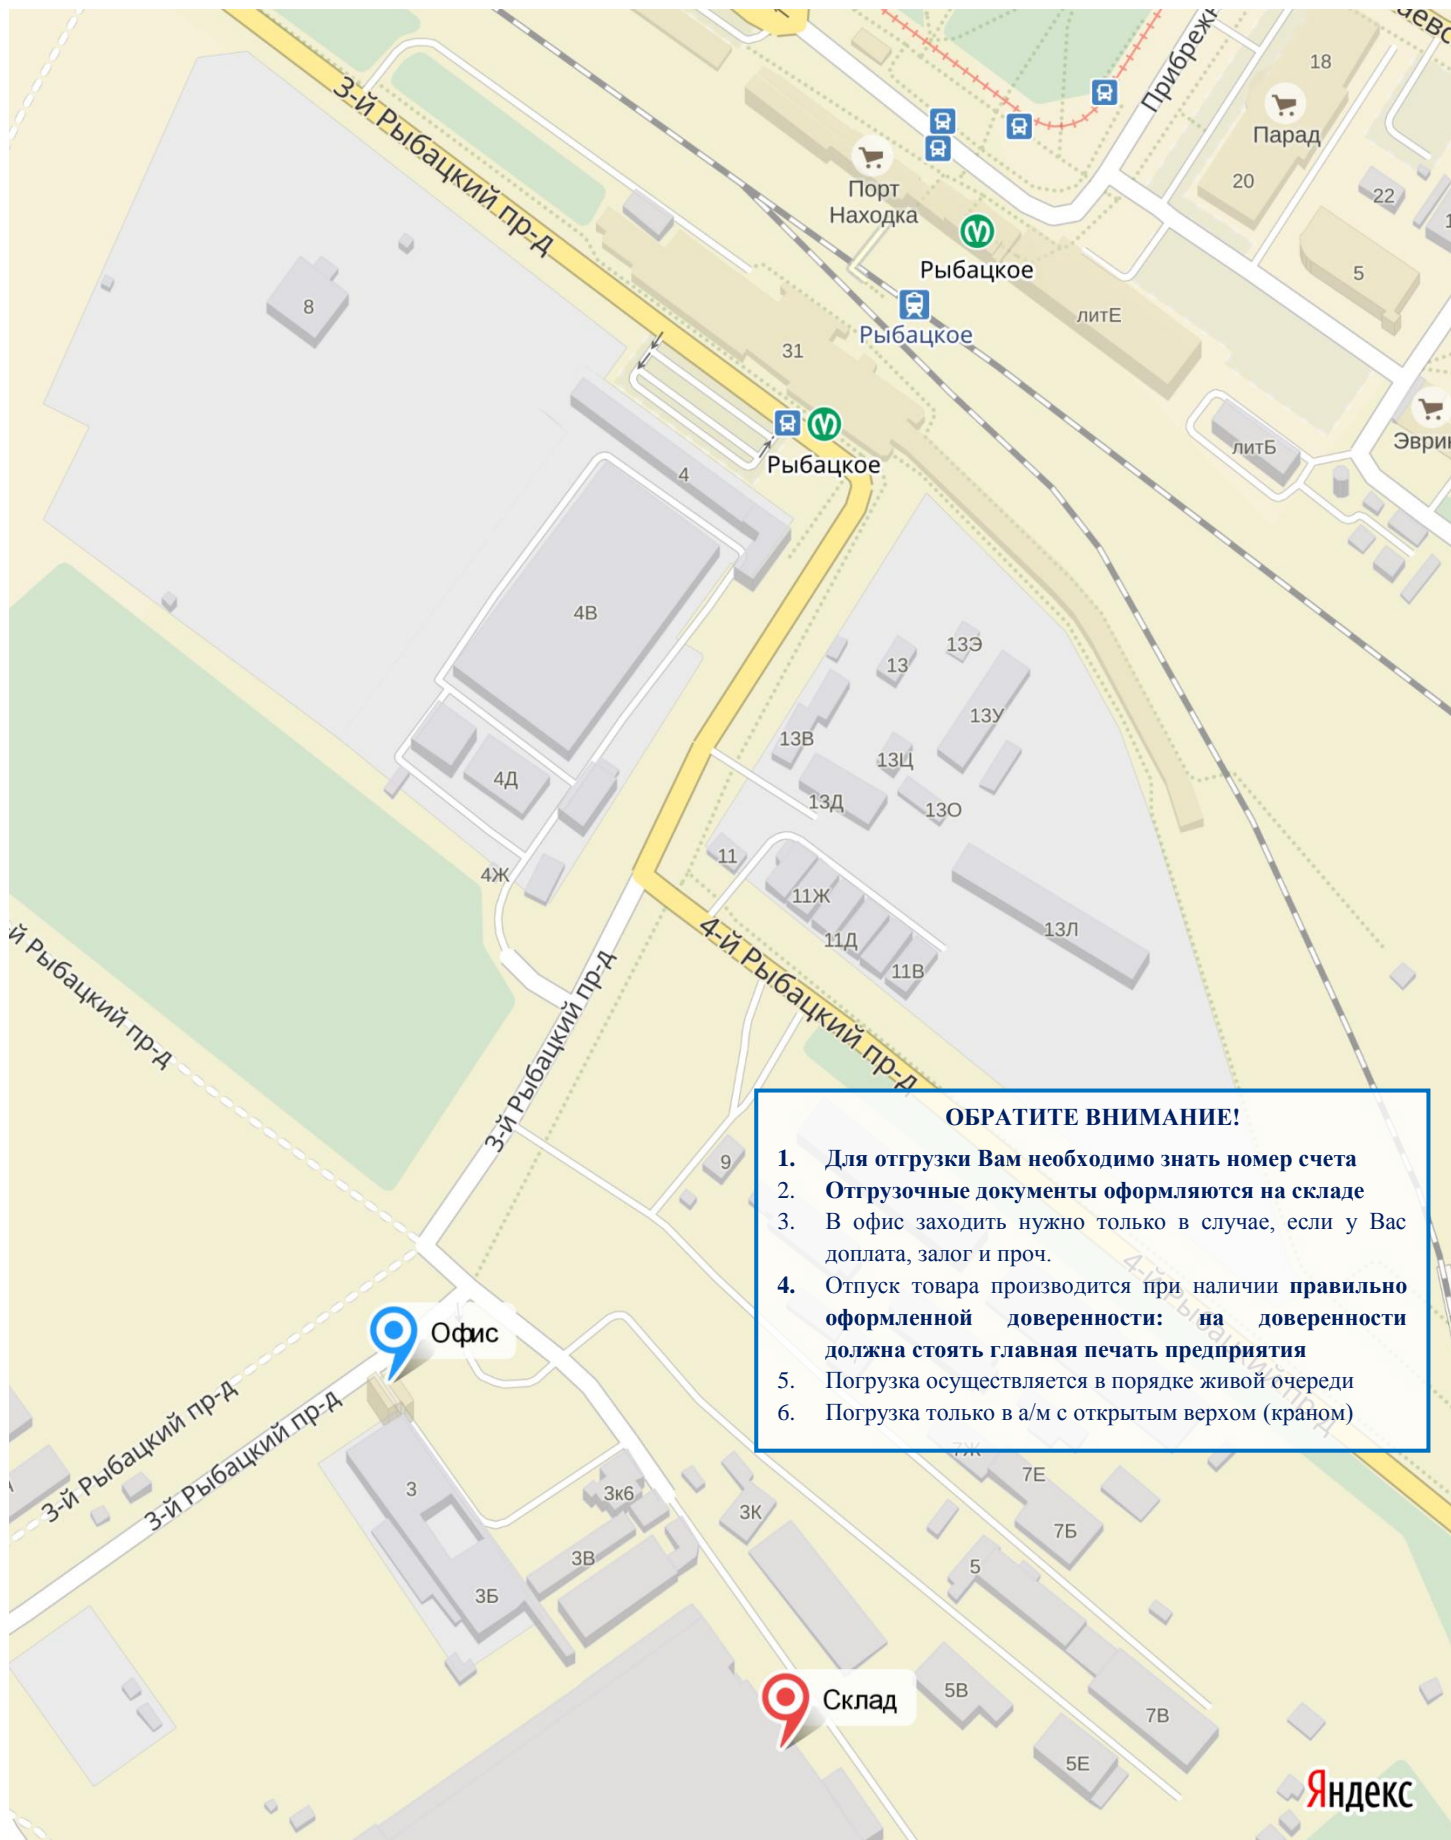 3-й Рыбацкий пр-д
Прибрежн
18
Парад
20
22
Порт
Находка
Рыбацкое
5
8
литЕ
Рыбацкое
31
литБ
Эври
Рыбацкое
4
4В
13Э
13
13У
13В
13Ц
4Д
13Д
13О
11
4Ж
11Ж
13Л
11Д
11В
4-й Рыбацкий пр-д
й Рыбацкий пр-д
3-й Рыбацкий пр-д
9
ОБРАТИТЕ ВНИМАНИЕ!
1. Для отгрузки Вам необходимо знать номер счета
2. Отгрузочные документы оформляются на складе
3. В офис заходить нужно только в случае, если у Вас
доплата, залог и проч.
4. Отпуск товара производится при наличии правильно
оформленной доверенности: на доверенности
должна стоять главная печать предприятия
5. Погрузка осуществляется в порядке живой очереди
6. Погрузка только в а/м с открытым верхом (краном)
4-й Рыбацкий пр-д
Офис
3-й Рыбацкий пр-д
3-й Рыбацкий пр-д
7Ж
7Е
3
3к6
3К
7Б
3В
5
3Б
Склад
5В
7В
5Е
Яндекс